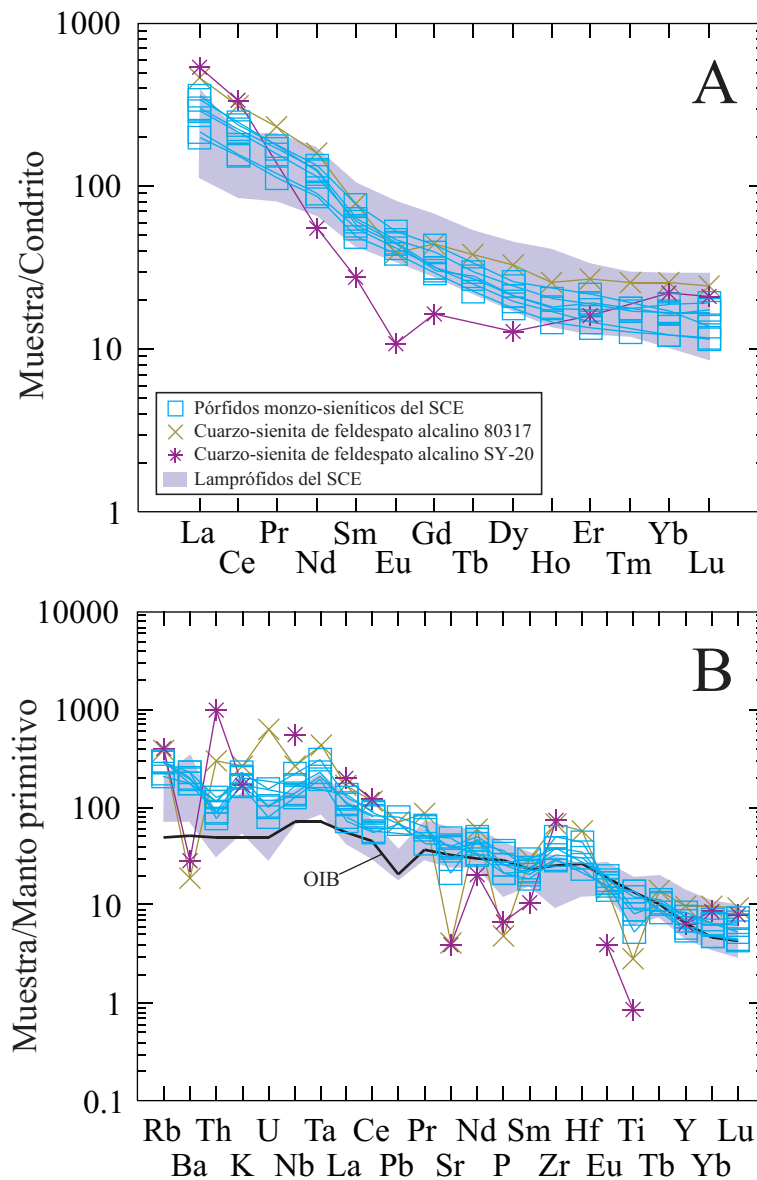 A
Muestra/Condrito
1000
100
10
1
Pórfidos monzo-sieníticos del SCE
Cuarzo-sienita de feldespato alcalino 80317
Cuarzo-sienita de feldespato alcalino SY-20
Lamprófidos del SCE
La Pr Sm Gd Dy Er Yb
Ce Nd Eu Tb Ho Tm Lu
B
Muestra/Manto primitivo
10000
1000
100
10
1
0.1
OIB
Rb Th U Ta Ce Pr Nd Sm Hf Ti Y Lu
Ba K Nb La Pb Sr P Zr Eu Tb Yb